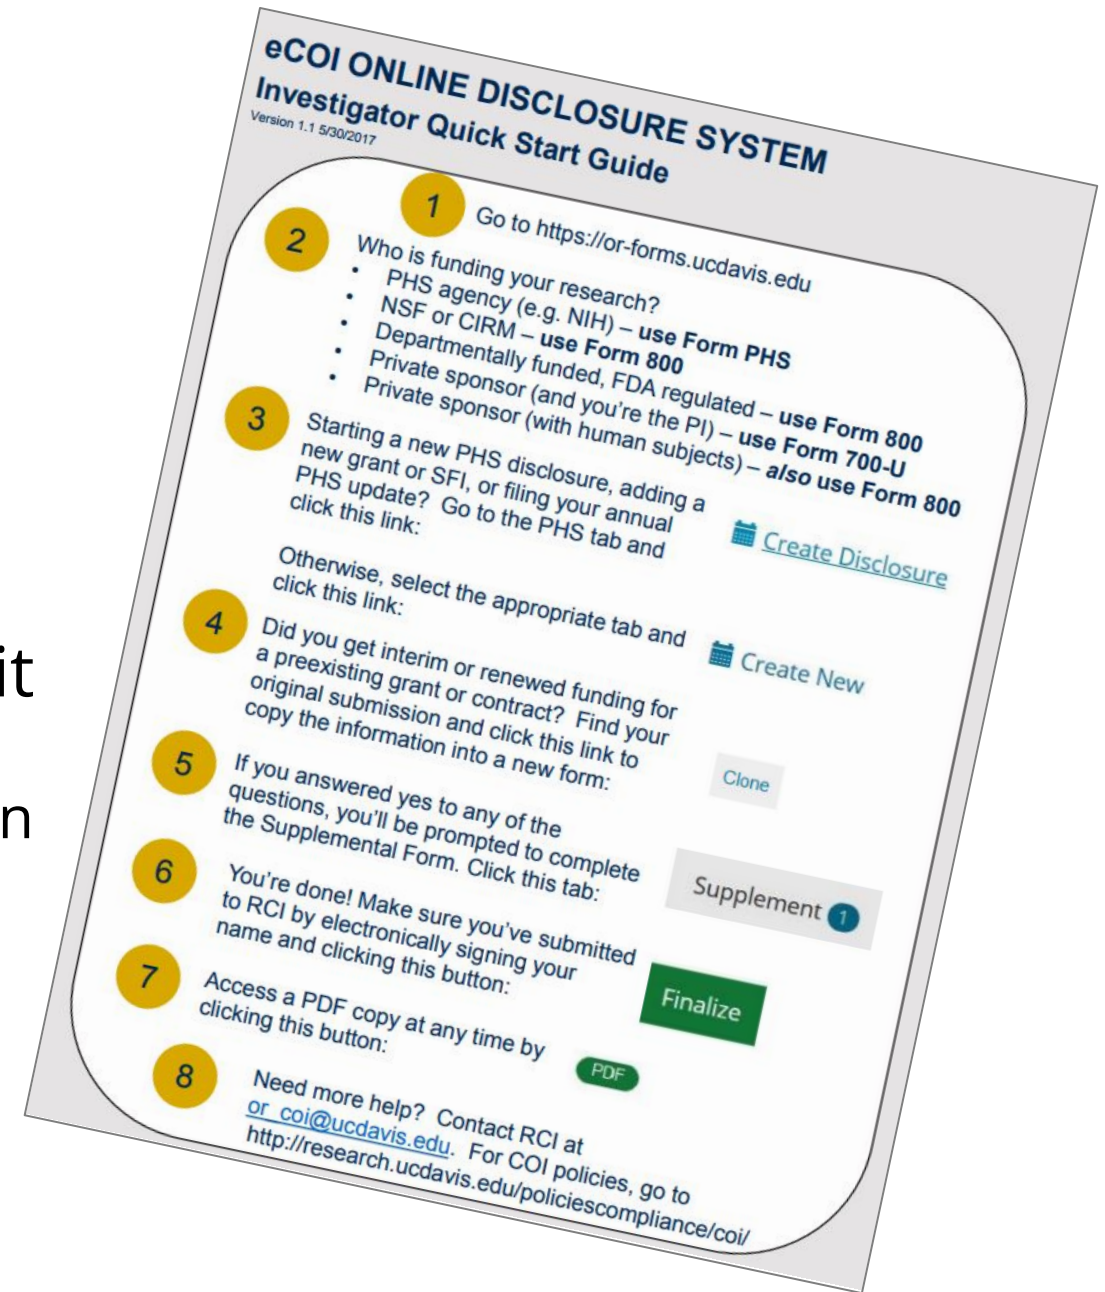 eCOI ONLINE DISCLOSURE SYSTEM
Investigator Quick Start Guide
Version 1.1 5/30/2017
1
Go to https://or-forms.ucdavis.edu
2
Who is funding your research?
• PHS agency (e.g. NIH) – use Form PHS
• NSF or CIRM – use Form 800
• Departmentally funded, FDA regulated – use Form 800
• Private sponsor (and you're the PI) – use Form 700-U
• Private sponsor (with human subjects) – also use Form 800
3
Starting a new PHS disclosure, adding a
new grant or SFI, or filing your annual
PHS update? Go to the PHS tab and
click this link:
Create Disclosure
Otherwise, select the appropriate tab and
click this link:
Create New
4
Did you get interim or renewed funding for
a preexisting grant or contract? Find your
original submission and click this link to
copy the information into a new form:
Clone
5
If you answered yes to any of the
questions, you'll be prompted to complete
the Supplemental Form. Click this tab:
Supplement 1
6
You're done! Make sure you've submitted
to RCI by electronically signing your
name and clicking this button:
Finalize
7
Access a PDF copy at any time by
clicking this button:
PDF
8
Need more help? Contact RCI at
or_coi@ucdavis.edu. For COI policies, go to
http://research.ucdavis.edu/policiescompliance/coi/
it
n